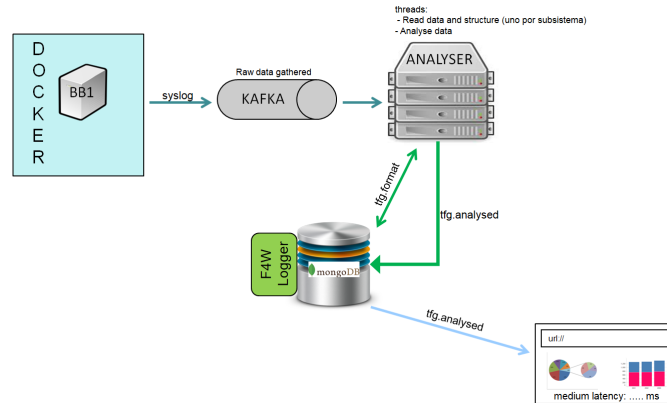 threads:
- Read data and structure (uno por subsistema)
- Analyse data
DOCKER
BB1
syslog
Raw data gathered
KAFKA
ANALYSER
tfg.format
tfg.analysed
F4W
Logger
mongoDB
tfg.analysed
url://
medium latency: ..... ms